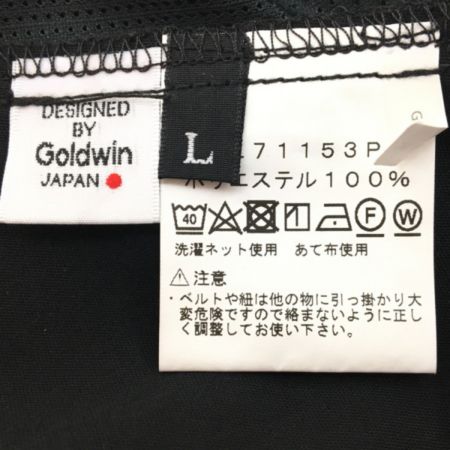 DESIGNED
BY
Goldwin
JAPAN
L
G
71153P
ポリエステル100%
40 F W
洗濯ネット使用 あて布使用
注意
・ベルトや紐は他の物に引っ掛かり大
変危険ですので絡まないように正し
く調整してお使い下さい。